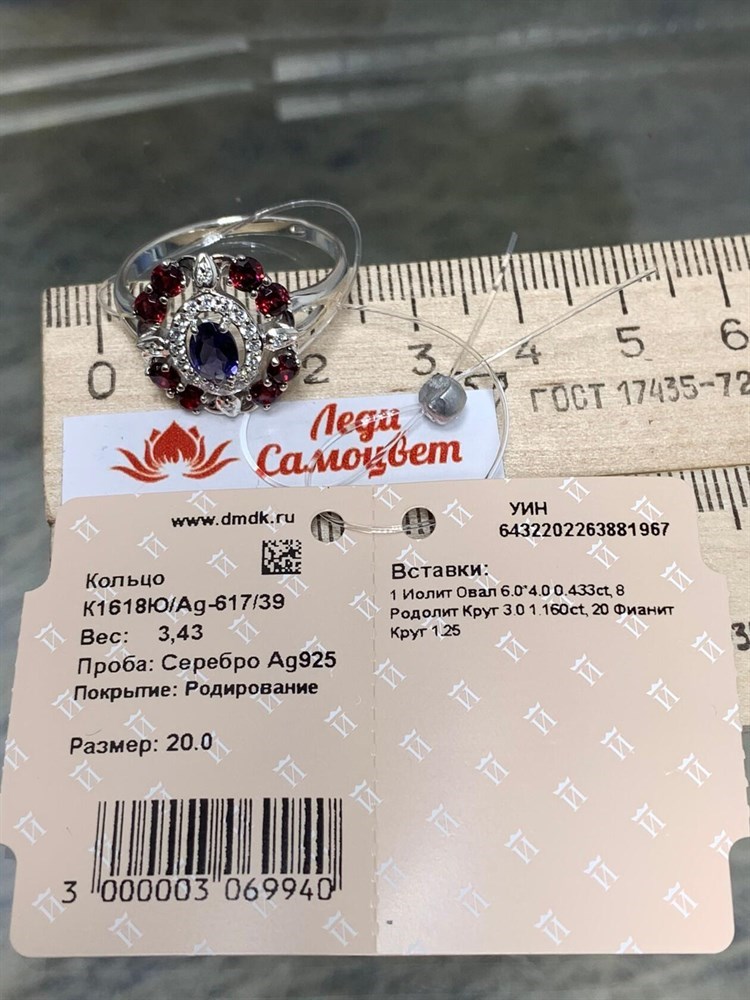 0 2 3 4 5 6
ГОСТ 17435-72
Леди
Самоцвет
www.dmdk.ru
Кольцо
К1618Ю/Ag-617/39
Вес: 3,43
Проба: Серебро Ag925
Покрытие: Родирование
Размер: 20.0
3 000003 069940
УИН
6432202263881967
Вставки:
1 Иолит Овал 6.0*4.0 0.433ct, 8
Родолит Круг 3.0 1.160ct, 20 Фианит
Круг 1.25